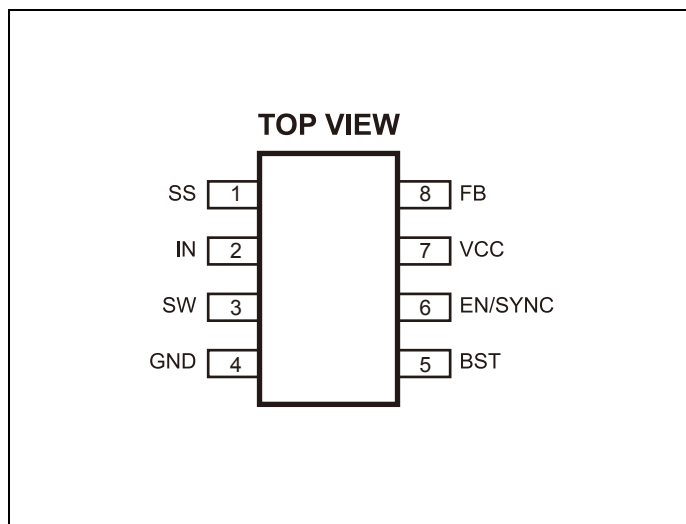 TOP VIEW
SS 1 8 FB
IN 2 7 VCC
SW 3 6 EN/SYNC
GND 4 5 BST